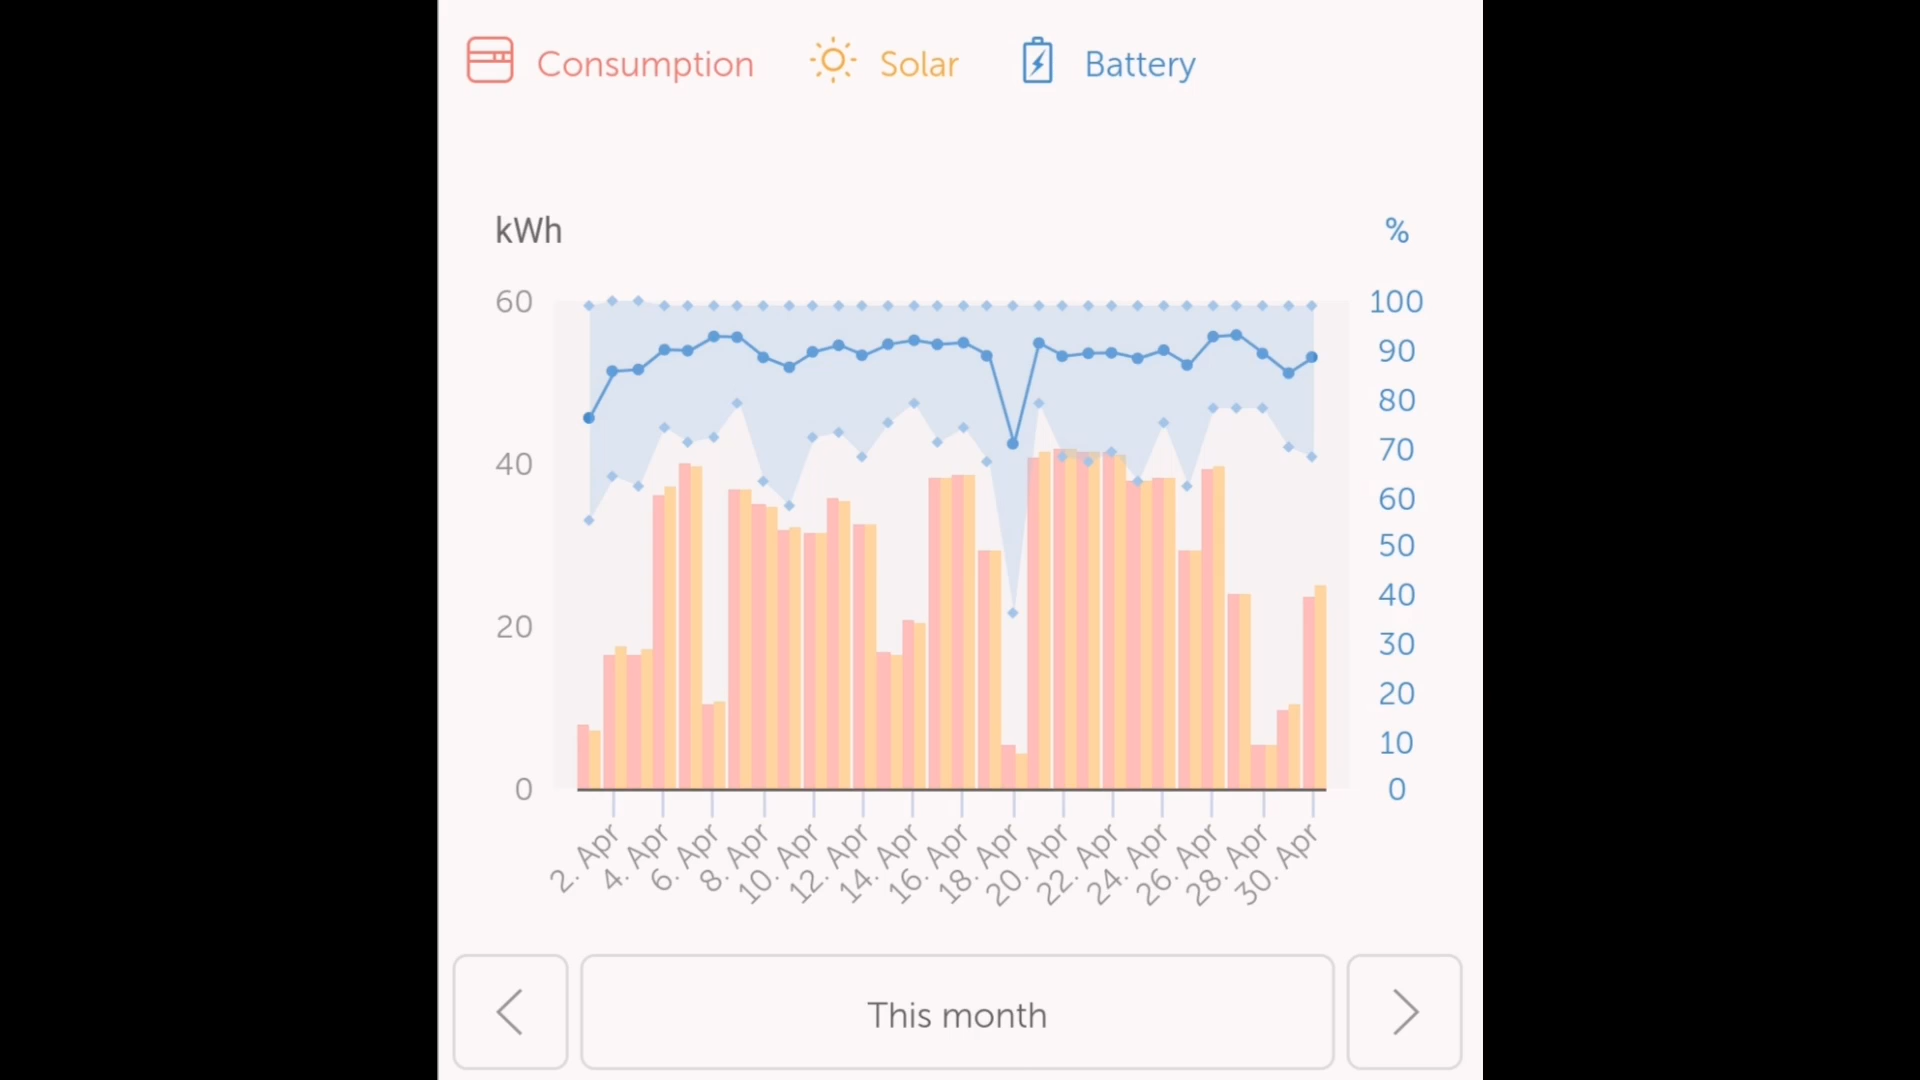 Consumption Solar Battery
kWh %
60 100
90
80
40 70
60
50
40
20 30
20
10
0 0
2. Apr 4. Apr 6. Apr 8. Apr 10. Apr 12. Apr 14. Apr 16. Apr 18. Apr 20. Apr 22. Apr 24. Apr 26. Apr 28. Apr 30. Apr
This month